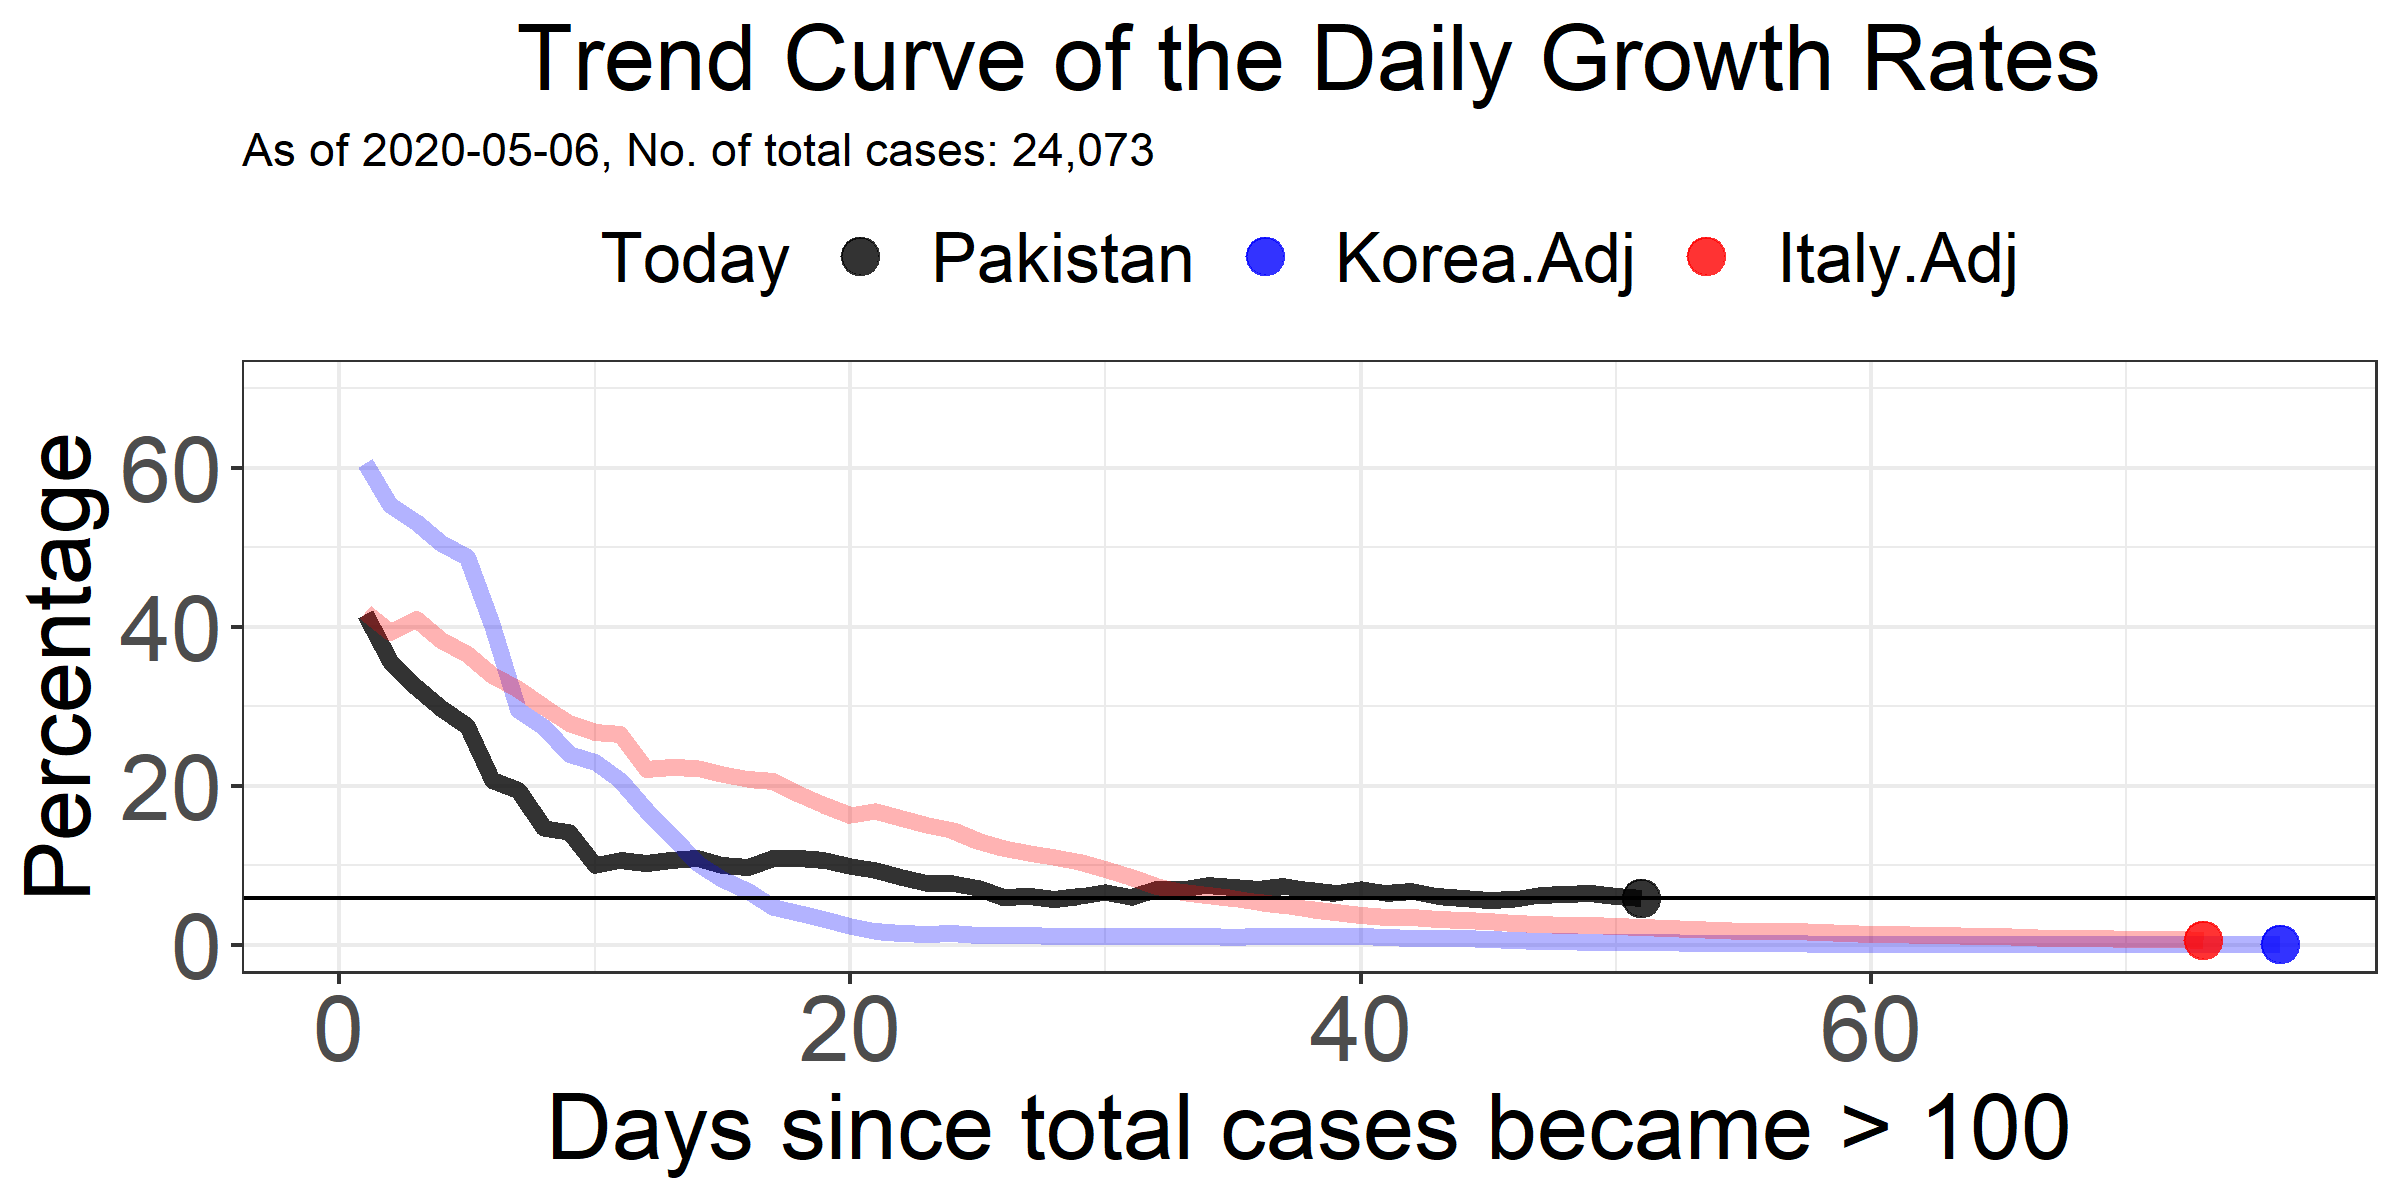 Trend Curve of the Daily Growth Rates
As of 2020-05-06, No. of total cases: 24,073
Today Pakistan Korea.Adj Italy.Adj
Percentage
60
40
20
0
0 20 40 60
Days since total cases became > 100